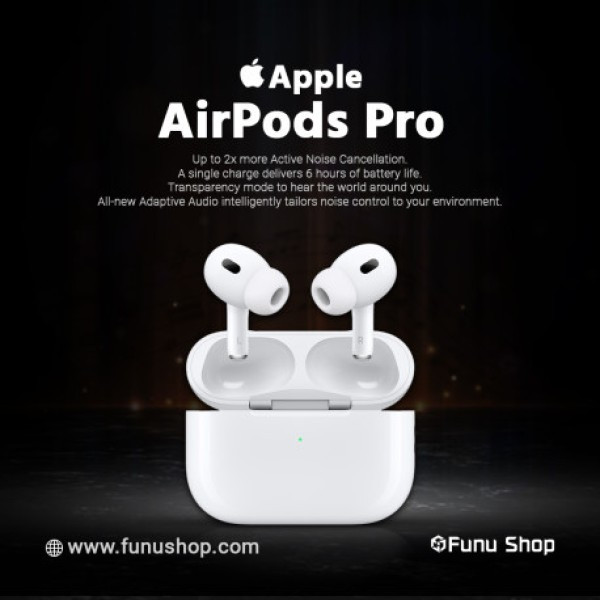 Apple
AirPods Pro
Up to 2x more Active Noise Cancellation.
A single charge delivers 6 hours of battery life.
Transparency mode to hear the world around you.
All-new Adaptive Audio intelligently tailors noise control to your environment.
www.funushop.com
Funu Shop